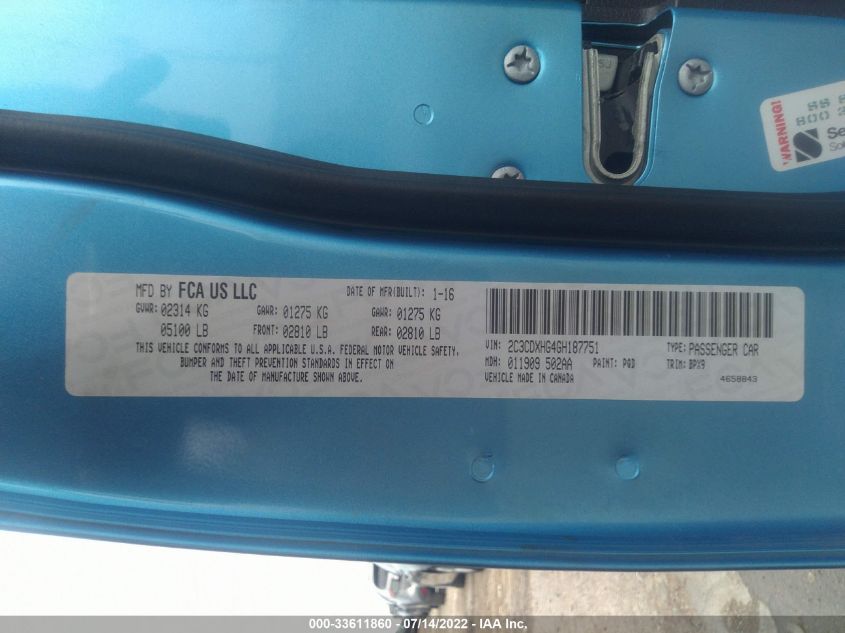 WARNING!
SS
800
Se
MFD BY FCA US LLC DATE OF MFR(BUILT): 1-16
GVWR: 02314 KG GAWR: 01275 KG GAWR: 01275 KG
05100 LB FRONT: 02810 LB REAR: 02810 LB
THIS VEHICLE CONFORMS TO ALL APPLICABLE U.S.A. FEDERAL MOTOR VEHICLE SAFETY,
BUMPER AND THEFT PREVENTION STANDARDS IN EFFECT ON
THE DATE OF MANUFACTURE SHOWN ABOVE.
VIN: 2C3CDXHG4GH187751 TYPE: PASSENGER CAR
MDH: 011909 502AA PAINT: PQD TRIM: BPX9
VEHICLE MADE IN CANADA 4658843
000-33611860 - 07/14/2022 - IAA Inc.